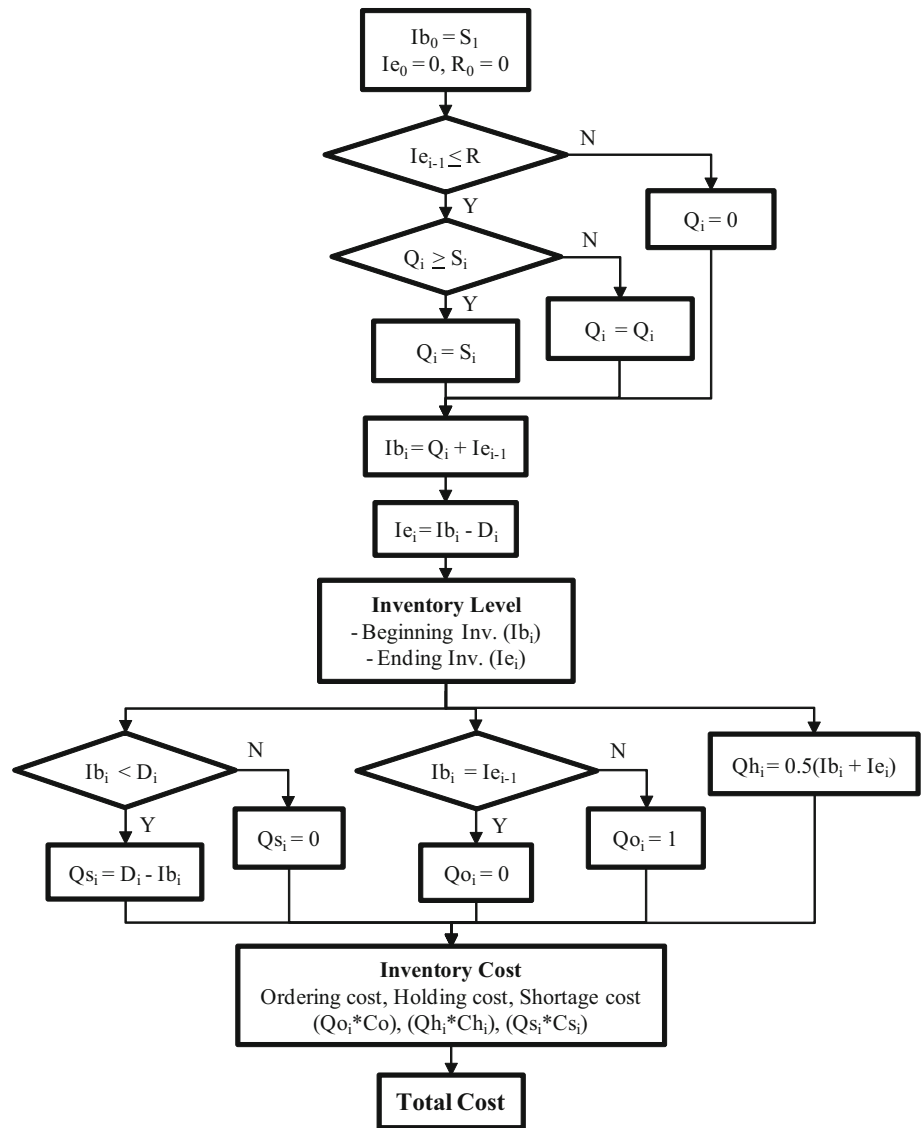 Ib₀ = S₁
Ie₀ = 0, R₀ = 0
Ieᵢ₋₁ ≤ R
N
Y
Qᵢ = 0
Qᵢ ≥ Sᵢ
N
Y
Qᵢ = Sᵢ
Qᵢ = Qᵢ
Ibᵢ = Qᵢ + Ieᵢ₋₁
Ieᵢ = Ibᵢ - Dᵢ
Inventory Level
- Beginning Inv. (Ibᵢ)
- Ending Inv. (Ieᵢ)
Ibᵢ < Dᵢ
N
Y
Qsᵢ = Dᵢ - Ibᵢ
Qsᵢ = 0
Ibᵢ = Ieᵢ₋₁
N
Y
Qoᵢ = 0
Qoᵢ = 1
Qhᵢ = 0.5(Ibᵢ + Ieᵢ)
Inventory Cost
Ordering cost, Holding cost, Shortage cost
(Qoᵢ*Co), (Qhᵢ*Chᵢ), (Qsᵢ*Csᵢ)
Total Cost